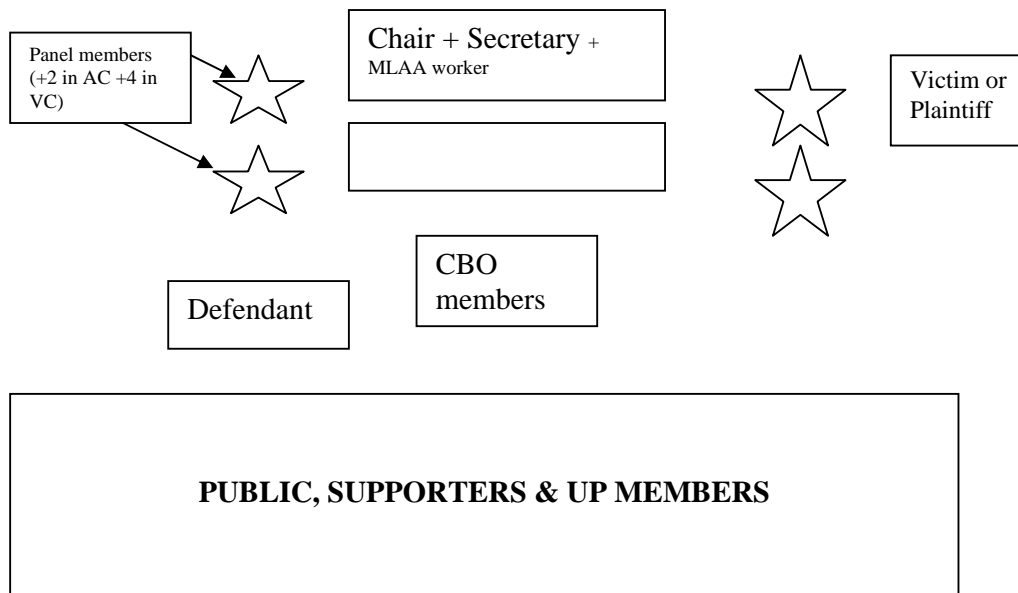 Panel members
(+2 in AC +4 in
VC)
Chair + Secretary +
MLAA worker
Victim or
Plaintiff
CBO
members
Defendant
PUBLIC, SUPPORTERS & UP MEMBERS